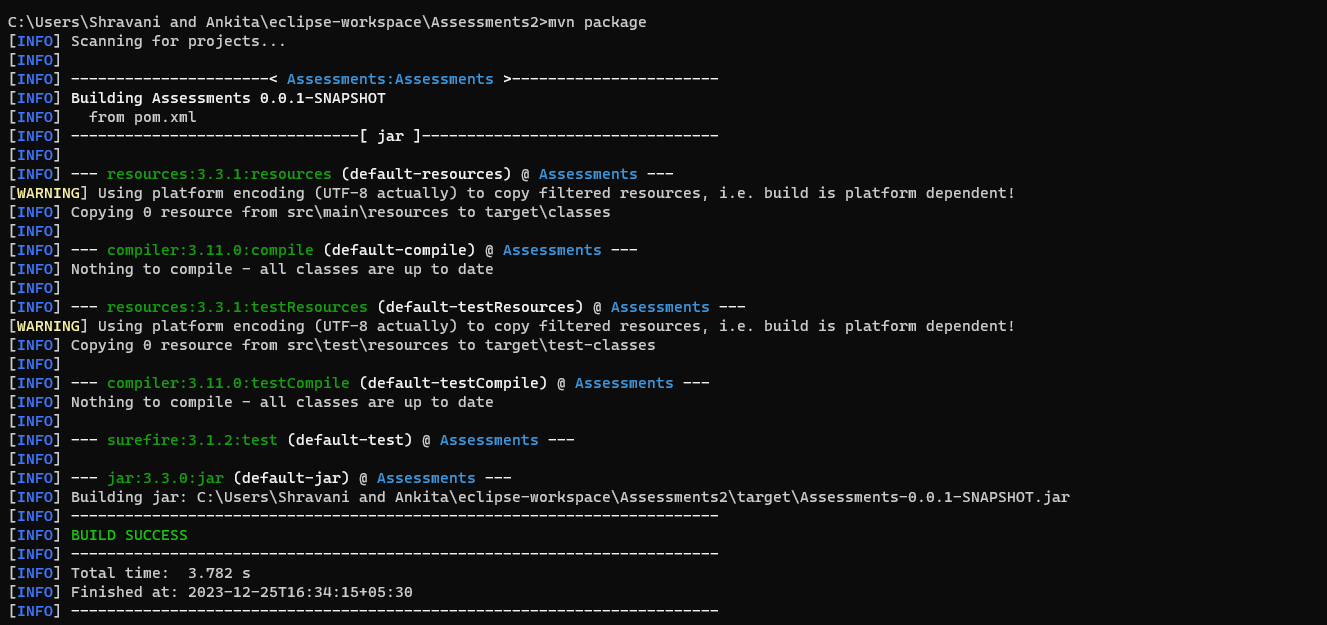 C:\Users\Shravani and Ankita\eclipse-workspace\Assessments2>mvn package
[INFO] Scanning for projects...
[INFO]
[INFO] ----------------------< Assessments:Assessments >-----------------------
[INFO] Building Assessments 0.0.1-SNAPSHOT
[INFO]   from pom.xml
[INFO] --------------------------------[ jar ]---------------------------------
[INFO]
[INFO] --- resources:3.3.1:resources (default-resources) @ Assessments ---
[WARNING] Using platform encoding (UTF-8 actually) to copy filtered resources, i.e. build is platform dependent!
[INFO] Copying 0 resource from src\main\resources to target\classes
[INFO]
[INFO] --- compiler:3.11.0:compile (default-compile) @ Assessments ---
[INFO] Nothing to compile - all classes are up to date
[INFO]
[INFO] --- resources:3.3.1:testResources (default-testResources) @ Assessments ---
[WARNING] Using platform encoding (UTF-8 actually) to copy filtered resources, i.e. build is platform dependent!
[INFO] Copying 0 resource from src\test\resources to target\test-classes
[INFO]
[INFO] --- compiler:3.11.0:testCompile (default-testCompile) @ Assessments ---
[INFO] Nothing to compile - all classes are up to date
[INFO]
[INFO] --- surefire:3.1.2:test (default-test) @ Assessments ---
[INFO]
[INFO] --- jar:3.3.0:jar (default-jar) @ Assessments ---
[INFO] Building jar: C:\Users\Shravani and Ankita\eclipse-workspace\Assessments2\target\Assessments-0.0.1-SNAPSHOT.jar
[INFO] ------------------------------------------------------------------------
[INFO] BUILD SUCCESS
[INFO] ------------------------------------------------------------------------
[INFO] Total time:  3.782 s
[INFO] Finished at: 2023-12-25T16:34:15+05:30
[INFO] ------------------------------------------------------------------------